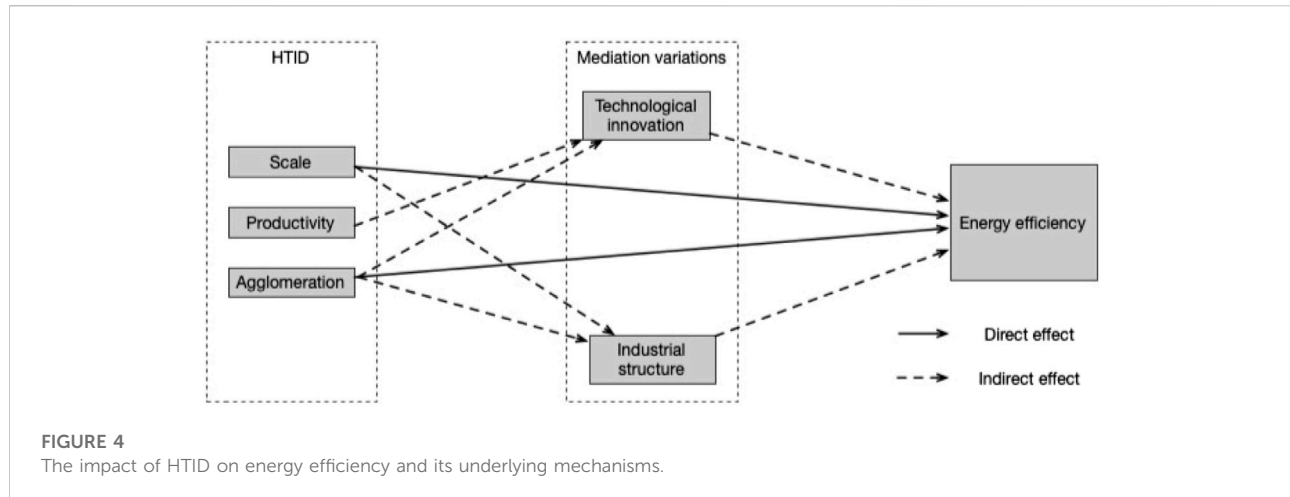 HTID
Mediation variations
Technological
innovation
Scale
Productivity
Agglomeration
Energy efficiency
Industrial
structure
Direct effect
Indirect effect
FIGURE 4
The impact of HTID on energy efficiency and its underlying mechanisms.